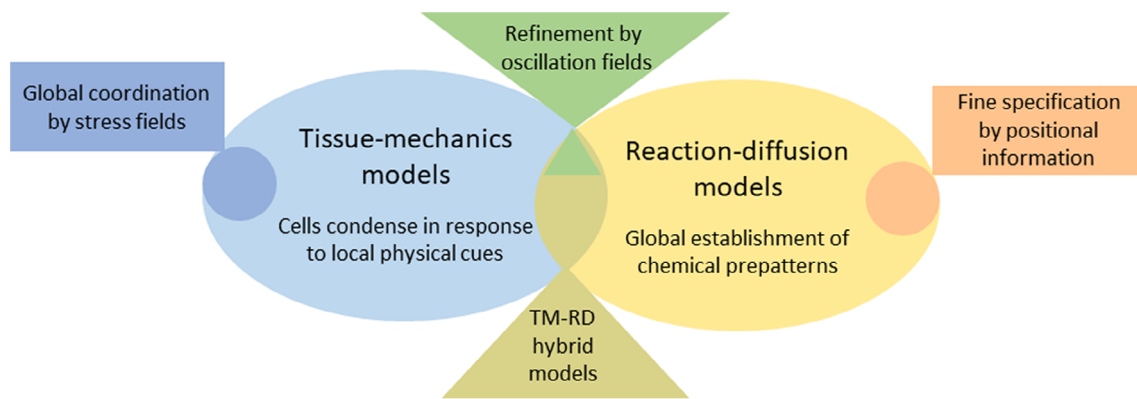 Refinement by
oscillation fields
Global coordination
by stress fields
Fine specification
by positional
information
Tissue-mechanics
models
Cells condense in response
to local physical cues
Reaction-diffusion
models
Global establishment of
chemical prepatterns
TM-RD
hybrid
models